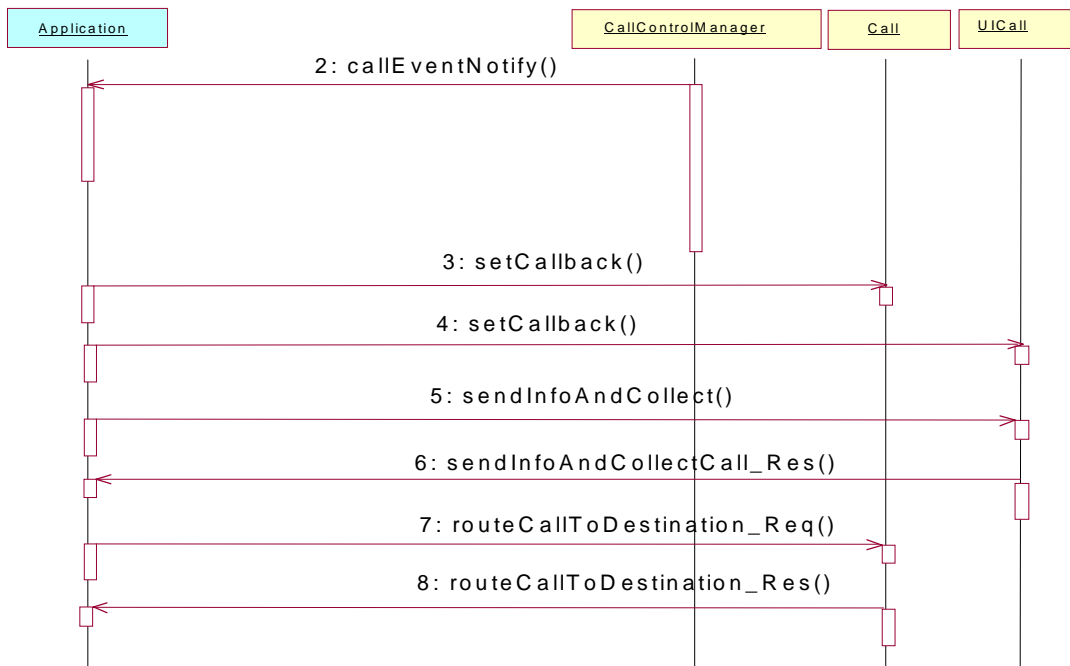 Application CallControlManager Call UICall
2: callEventNotify()
3: setCallback()
4: setCallback()
5: sendInfoAndCollect()
6: sendInfoAndCollectCall_Res()
7: routeCallToDestination_Req()
8: routeCallToDestination_Res()